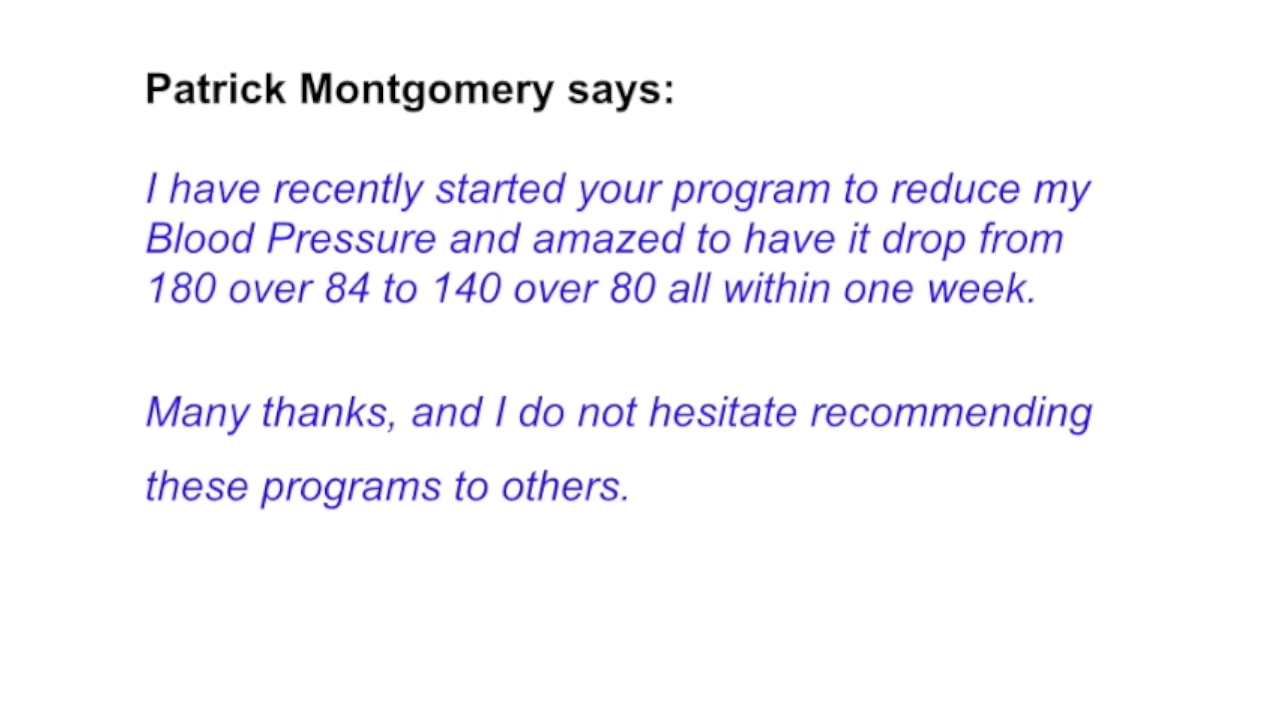 Patrick Montgomery says:
I have recently started your program to reduce my
Blood Pressure and amazed to have it drop from
180 over 84 to 140 over 80 all within one week.
Many thanks, and I do not hesitate recommending
these programs to others.